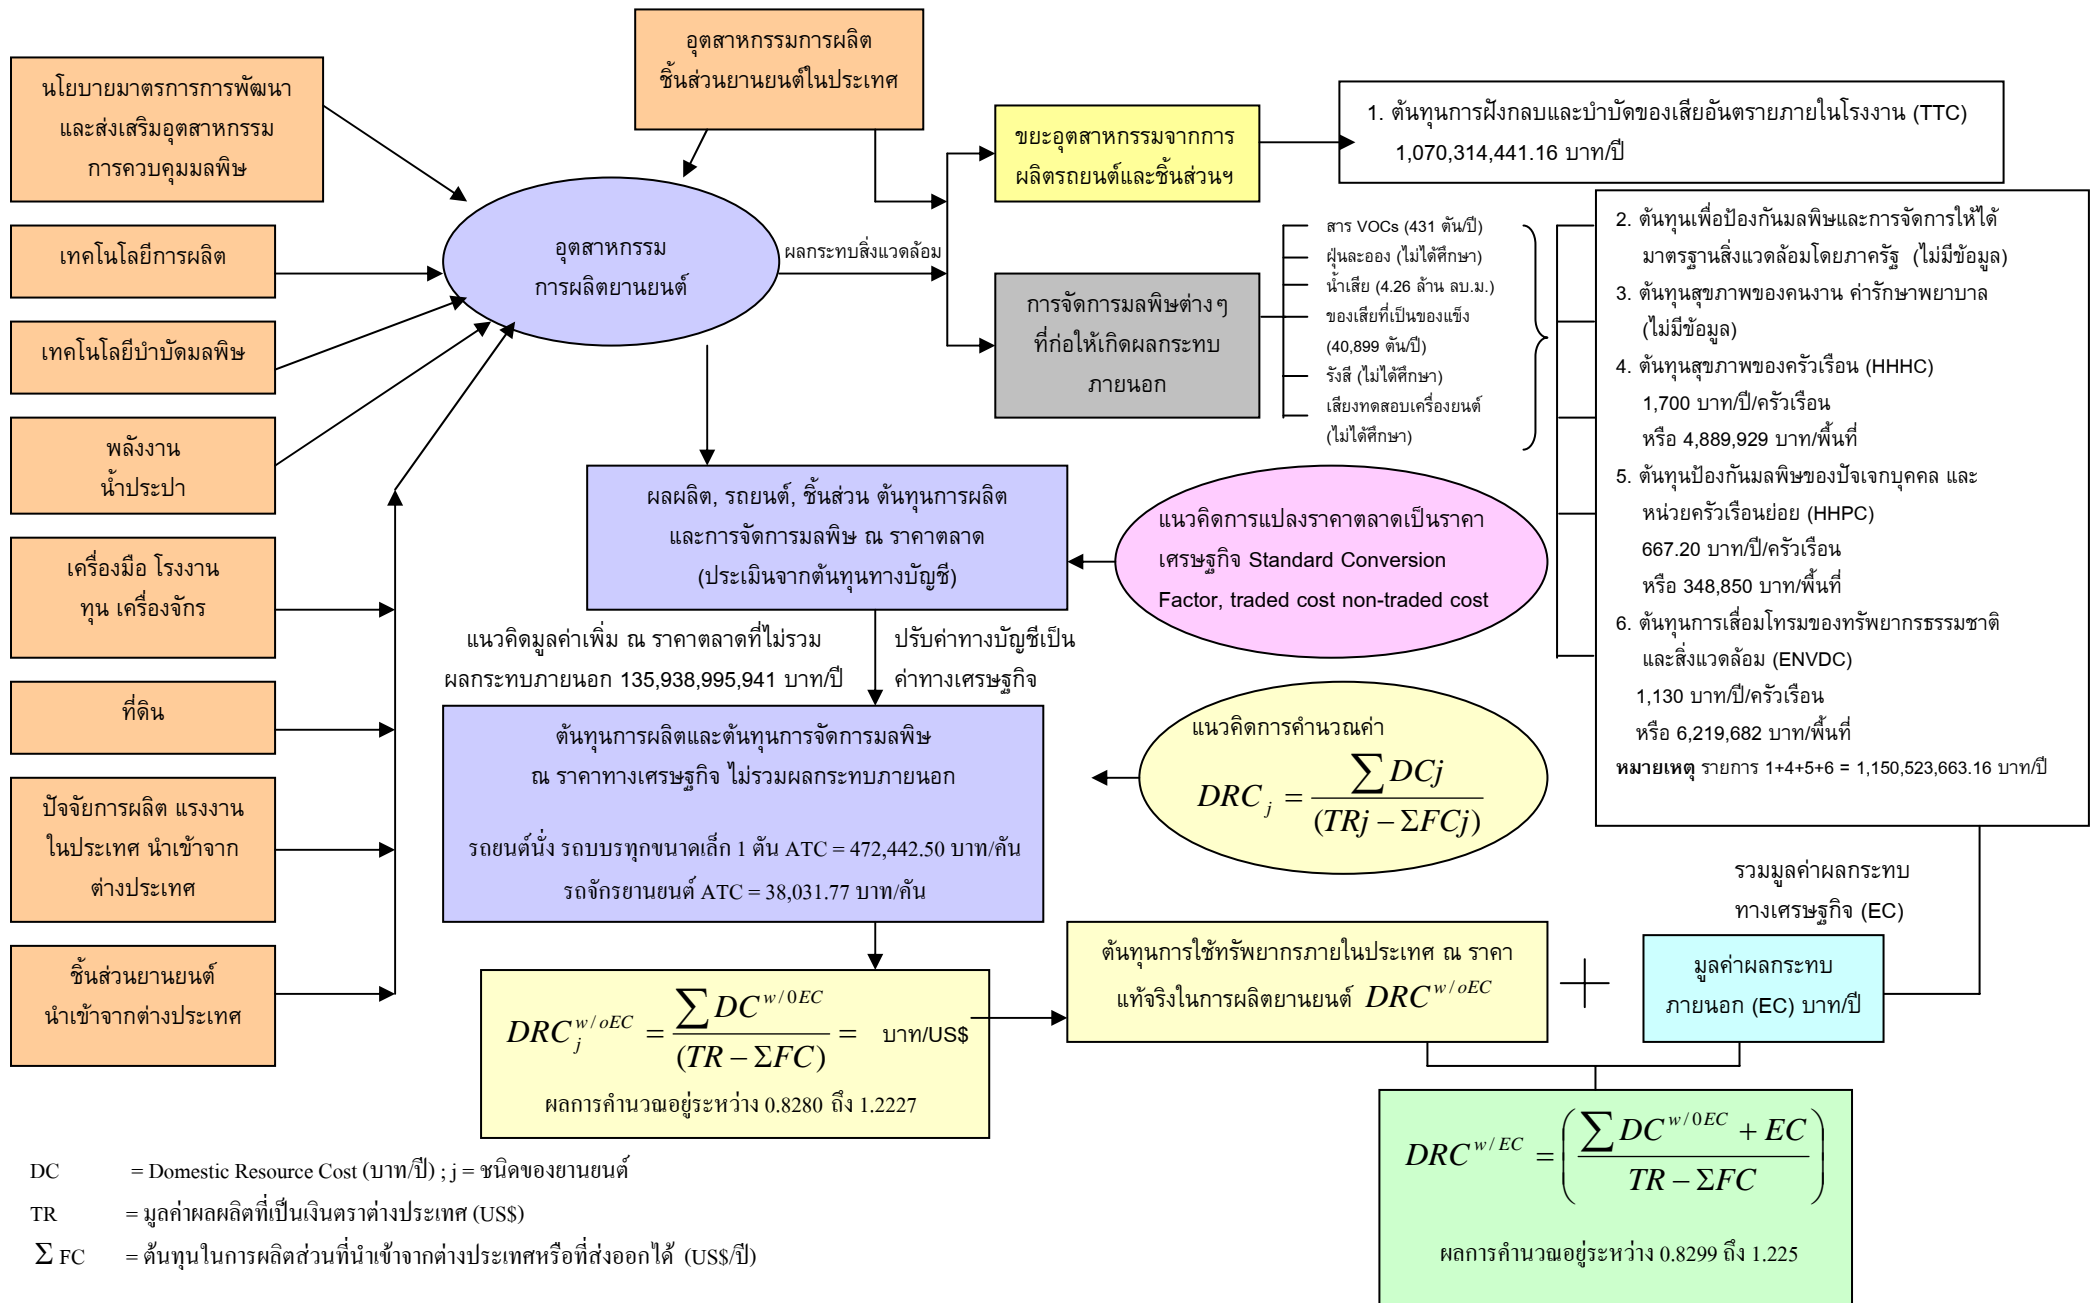 อุตสาหกรรมการผลิต
ชิ้นส่วนยานยนต์ในประเทศ
นโยบายมาตรการการพัฒนา
และส่งเสริมอุตสาหกรรม
การควบคุมมลพิษ
เทคโนโลยีการผลิต
เทคโนโลยีบำบัดมลพิษ
พลังงาน
น้ำประปา
เครื่องมือ โรงงาน
ทุน เครื่องจักร
ที่ดิน
ปัจจัยการผลิต แรงงาน
ในประเทศ นำเข้าจาก
ต่างประเทศ
ชิ้นส่วนยานยนต์
นำเข้าจากต่างประเทศ
อุตสาหกรรม
การผลิตยานยนต์
ผลกระทบสิ่งแวดล้อม
ขยะอุตสาหกรรมจากการ
ผลิตรถยนต์และชิ้นส่วนฯ
การจัดการมลพิษต่างๆ
ที่ก่อให้เกิดผลกระทบ
ภายนอก
1. ต้นทุนการฝังกลบและบำบัดของเสียอันตรายภายในโรงงาน (TTC)
1,070,314,441.16 บาท/ปี
สาร VOCs (431 ตัน/ปี)
ฝุ่นละออง (ไม่ได้ศึกษา)
น้ำเสีย (4.26 ล้าน ลบ.ม.)
ของเสียที่เป็นของแข็ง
(40,899 ตัน/ปี)
รังสี (ไม่ได้ศึกษา)
เสียงทดสอบเครื่องยนต์
(ไม่ได้ศึกษา)
2. ต้นทุนเพื่อป้องกันมลพิษและการจัดการให้ได้
มาตรฐานสิ่งแวดล้อมโดยภาครัฐ (ไม่มีข้อมูล)
3. ต้นทุนสุขภาพของคนงาน ค่ารักษาพยาบาล
(ไม่มีข้อมูล)
4. ต้นทุนสุขภาพของครัวเรือน (HHHC)
1,700 บาท/ปี/ครัวเรือน
หรือ 4,889,929 บาท/พื้นที่
5. ต้นทุนป้องกันมลพิษของปัจเจกบุคคล และ
หน่วยครัวเรือนย่อย (HHPC)
667.20 บาท/ปี/ครัวเรือน
หรือ 348,850 บาท/พื้นที่
6. ต้นทุนการเสื่อมโทรมของทรัพยากรธรรมชาติ
และสิ่งแวดล้อม (ENVDC)
1,130 บาท/ปี/ครัวเรือน
หรือ 6,219,682 บาท/พื้นที่
หมายเหตุ รายการ 1+4+5+6 = 1,150,523,663.16 บาท/ปี
ผลผลิต, รถยนต์, ชิ้นส่วน ต้นทุนการผลิต
และการจัดการมลพิษ ณ ราคาตลาด
(ประเมินจากต้นทุนทางบัญชี)
แนวคิดการแปลงราคาตลาดเป็นราคา
เศรษฐกิจ Standard Conversion
Factor, traded cost non-traded cost
แนวคิดมูลค่าเพิ่ม ณ ราคาตลาดที่ไม่รวม
ผลกระทบภายนอก 135,938,995,941 บาท/ปี
ปรับค่าทางบัญชีเป็น
ค่าทางเศรษฐกิจ
ต้นทุนการผลิตและต้นทุนการจัดการมลพิษ
ณ ราคาทางเศรษฐกิจ ไม่รวมผลกระทบภายนอก
รถยนต์นั่ง รถบบรทุกขนาดเล็ก 1 ตัน ATC = 472,442.50 บาท/คัน
รถจักรยานยนต์ ATC = 38,031.77 บาท/คัน
แนวคิดการคำนวณค่า
DRC_j = ∑DCj / (TRj − ΣFCj)
รวมมูลค่าผลกระทบ
ทางเศรษฐกิจ (EC)
DRC_j^{w/oEC} = ∑DC^{w/0EC} / (TR − ΣFC) = บาท/US$
ผลการคำนวณอยู่ระหว่าง 0.8280 ถึง 1.2227
ต้นทุนการใช้ทรัพยากรภายในประเทศ ณ ราคา
แท้จริงในการผลิตยานยนต์ DRC^{w/oEC}
+
มูลค่าผลกระทบ
ภายนอก (EC) บาท/ปี
DRC^{w/EC} = (∑DC^{w/0EC} + EC / TR − ΣFC)
ผลการคำนวณอยู่ระหว่าง 0.8299 ถึง 1.225
DC = Domestic Resource Cost (บาท/ปี) ; j = ชนิดของยานยนต์
TR = มูลค่าผลผลิตที่เป็นเงินตราต่างประเทศ (US$)
Σ FC = ต้นทุนในการผลิตส่วนที่นำเข้าจากต่างประเทศหรือที่ส่งออกได้ (US$/ปี)